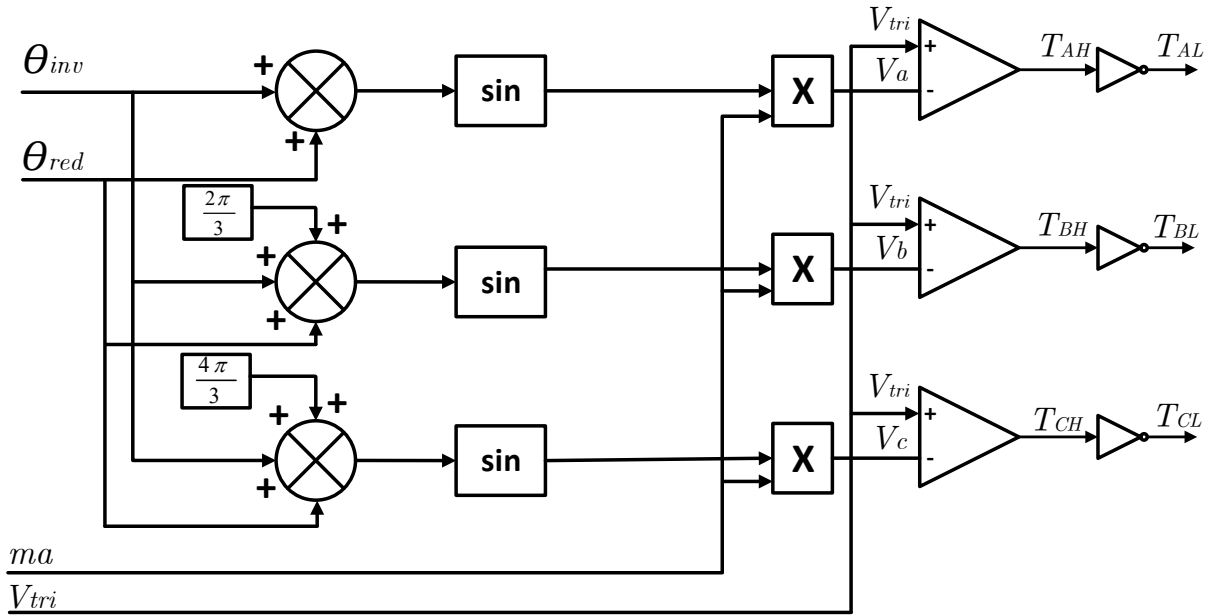 θinv
+
+
sin
X
Vtri
+
Va
-
TAH
TAL
θred
2π
3
+
+
+
sin
X
Vtri
+
Vb
-
TBH
TBL
4π
3
+
+
+
sin
X
Vtri
+
Vc
-
TCH
TCL
ma
Vtri